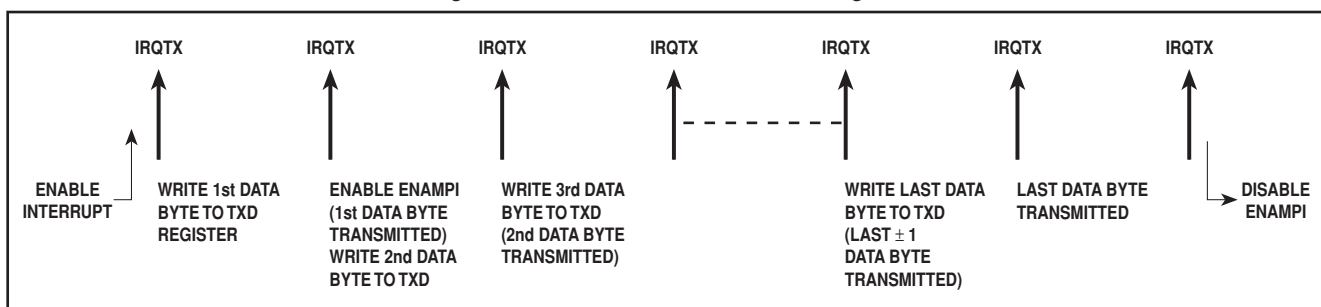 IRQTX IRQTX IRQTX IRQTX IRQTX IRQTX IRQTX
ENABLE
INTERRUPT
WRITE 1st DATA
BYTE TO TXD
REGISTER
ENABLE ENAMPI
(1st DATA BYTE
TRANSMITTED)
WRITE 2nd DATA
BYTE TO TXD
WRITE 3rd DATA
BYTE TO TXD
(2nd DATA BYTE
TRANSMITTED)
WRITE LAST DATA
BYTE TO TXD
(LAST ± 1
DATA BYTE
TRANSMITTED)
LAST DATA BYTE
TRANSMITTED
DISABLE
ENAMPI